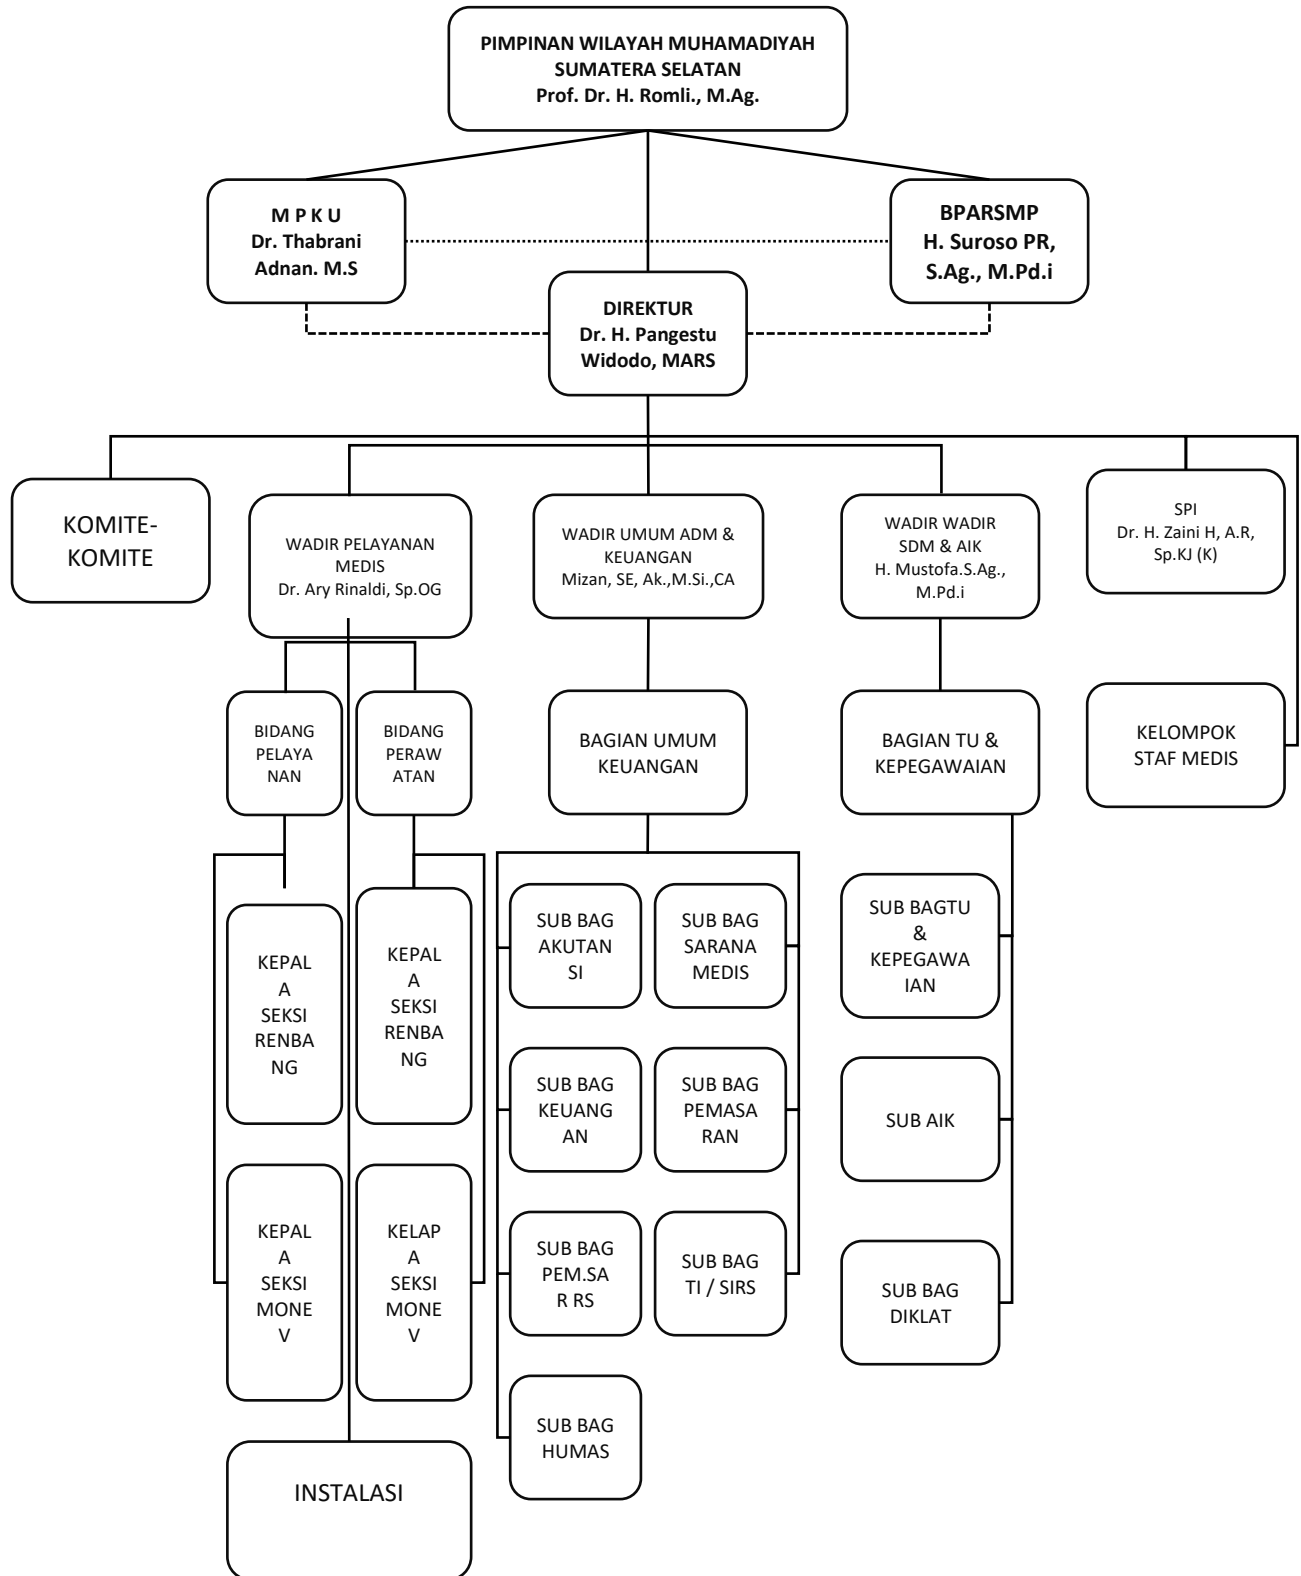 PIMPINAN WILAYAH MUHAMADIYAH
SUMATERA SELATAN
Prof. Dr. H. Romli., M.Ag.
M P K U
Dr. Thabrani
Adnan. M.S
BPARSMP
H. Suroso PR,
S.Ag., M.Pd.i
DIREKTUR
Dr. H. Pangestu
Widodo, MARS
KOMITE-
KOMITE
WADIR PELAYANAN
MEDIS
Dr. Ary Rinaldi, Sp.OG
WADIR UMUM ADM &
KEUANGAN
Mizan, SE, Ak.,M.Si.,CA
WADIR WADIR
SDM & AIK
H. Mustofa.S.Ag.,
M.Pd.i
SPI
Dr. H. Zaini H, A.R,
Sp.KJ (K)
BIDANG
PELAYA
NAN
BIDANG
PERAW
ATAN
BAGIAN UMUM
KEUANGAN
BAGIAN TU &
KEPEGAWAIAN
KELOMPOK
STAF MEDIS
KEPAL
A
SEKSI
RENBA
NG
KEPAL
A
SEKSI
RENBA
NG
SUB BAG
AKUTAN
SI
SUB BAG
SARANA
MEDIS
SUB BAGTU
&
KEPEGAWA
IAN
SUB BAG
KEUANG
AN
SUB BAG
PEMASA
RAN
SUB AIK
KEPAL
A
SEKSI
MONE
V
KELAP
A
SEKSI
MONE
V
SUB BAG
PEM.SA
R RS
SUB BAG
TI / SIRS
SUB BAG
DIKLAT
SUB BAG
HUMAS
INSTALASI